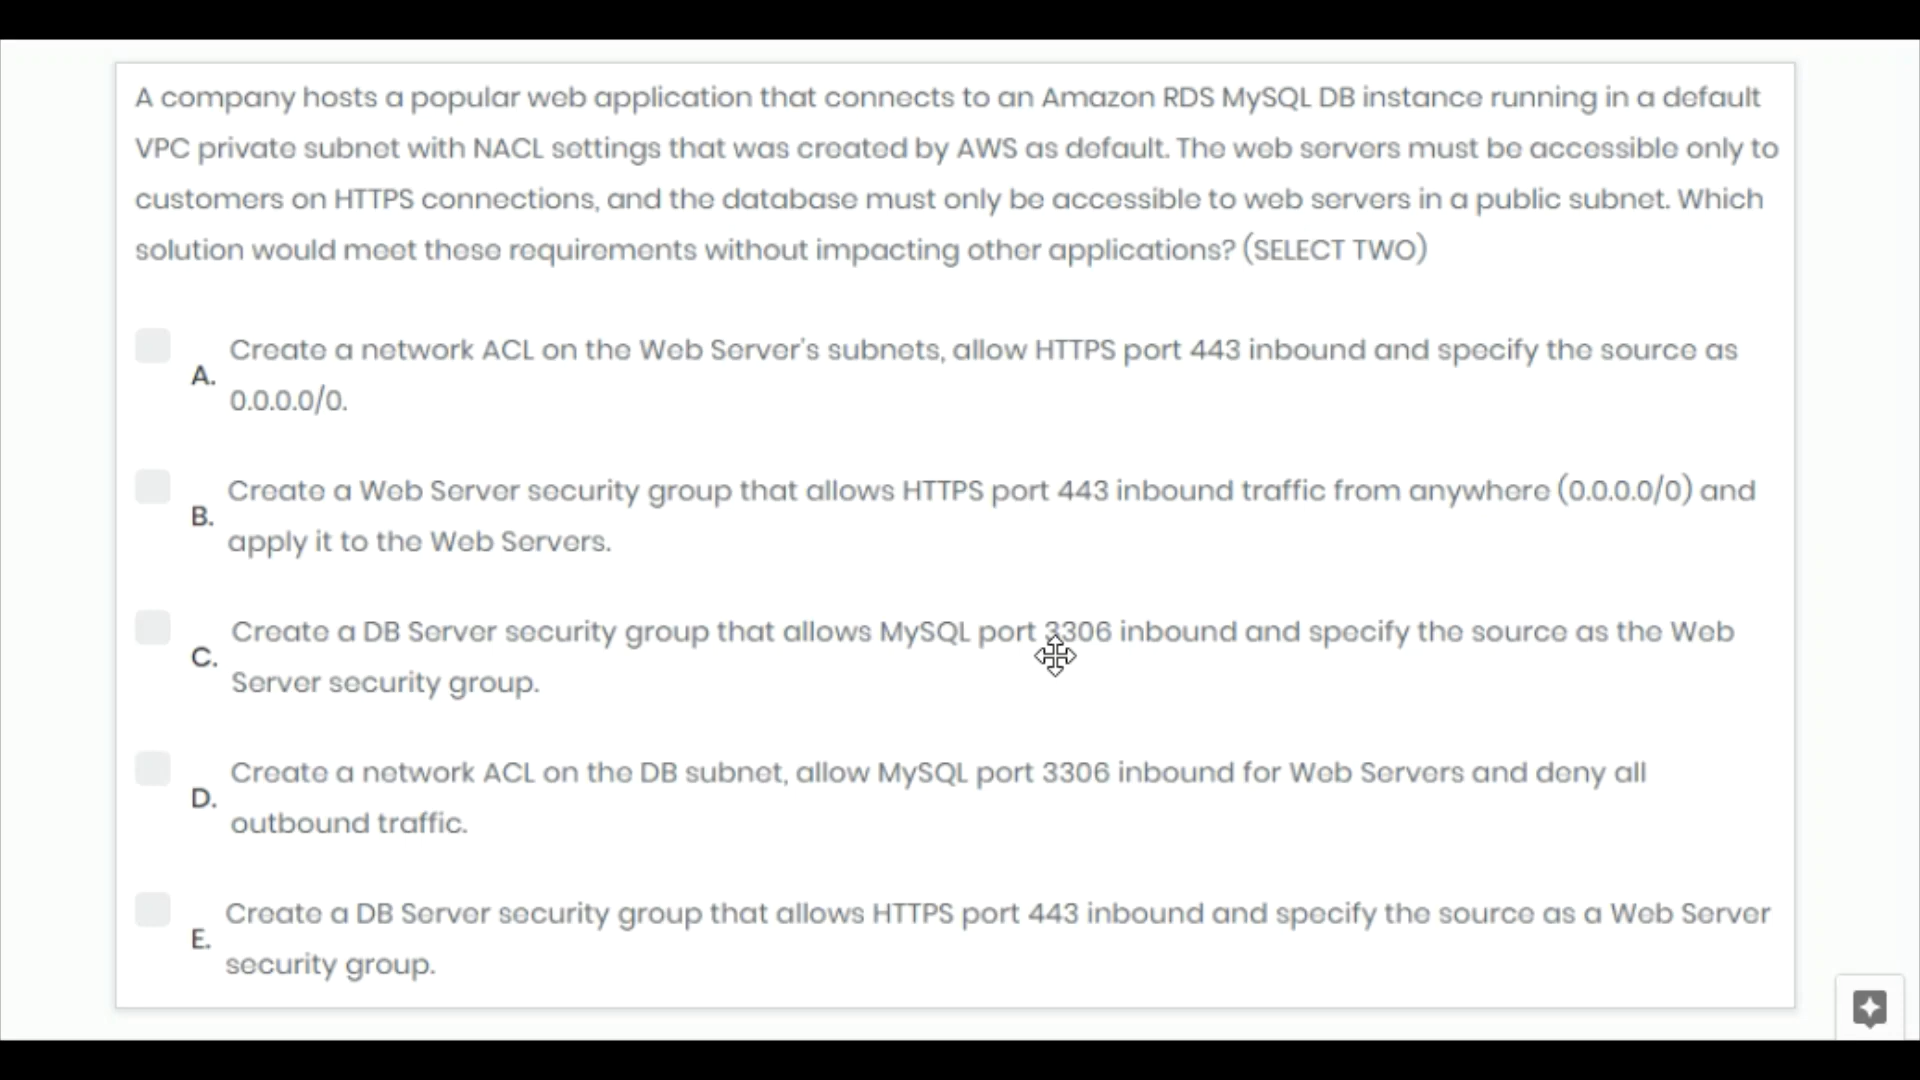 A company hosts a popular web application that connects to an Amazon RDS MySQL DB instance running in a default
VPC private subnet with NACL settings that was created by AWS as default. The web servers must be accessible only to
customers on HTTPS connections, and the database must only be accessible to web servers in a public subnet. Which
solution would meet these requirements without impacting other applications? (SELECT TWO)
A. Create a network ACL on the Web Server's subnets, allow HTTPS port 443 inbound and specify the source as
0.0.0.0/0.
B. Create a Web Server security group that allows HTTPS port 443 inbound traffic from anywhere (0.0.0.0/0) and
apply it to the Web Servers.
C. Create a DB Server security group that allows MySQL port 3306 inbound and specify the source as the Web
Server security group.
D. Create a network ACL on the DB subnet, allow MySQL port 3306 inbound for Web Servers and deny all
outbound traffic.
E. Create a DB Server security group that allows HTTPS port 443 inbound and specify the source as a Web Server
security group.